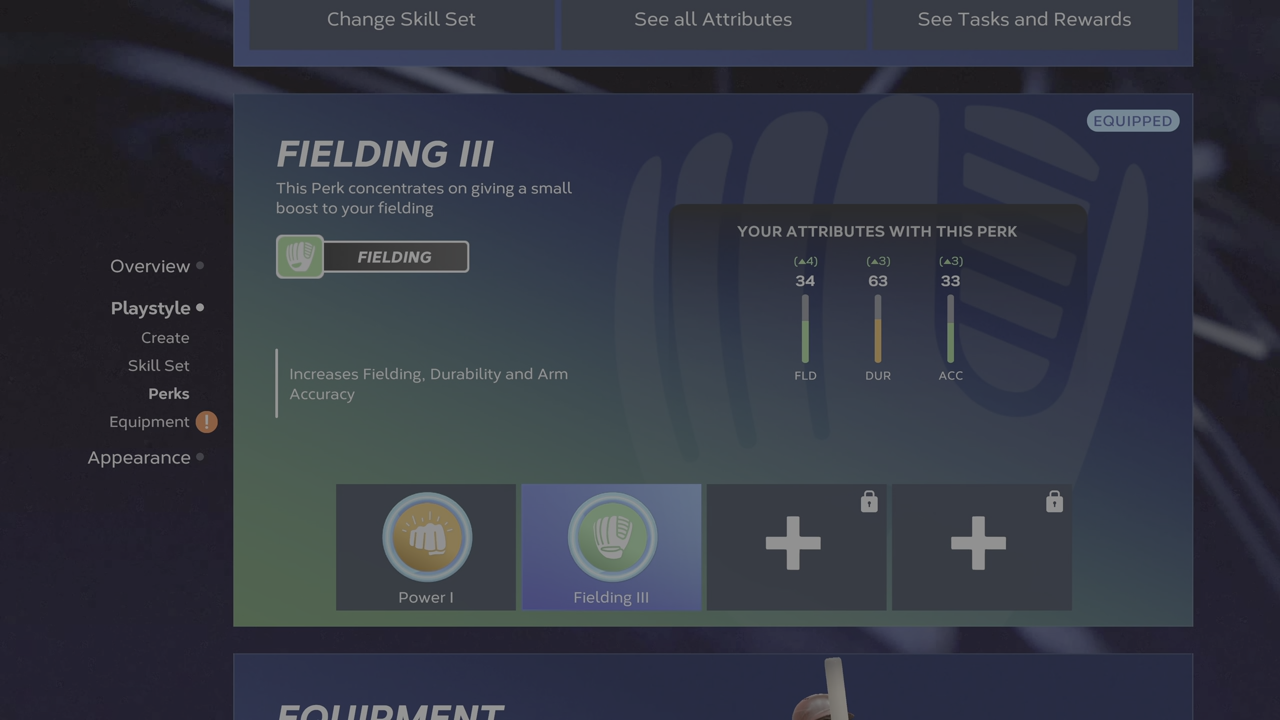 Change Skill Set
See all Attributes
See Tasks and Rewards
EQUIPPED
FIELDING III
This Perk concentrates on giving a small
boost to your fielding
FIELDING
Increases Fielding, Durability and Arm
Accuracy
YOUR ATTRIBUTES WITH THIS PERK
(▲4)
(▲3)
(▲3)
34
63
33
FLD
DUR
ACC
Overview
Playstyle
Create
Skill Set
Perks
Equipment !
Appearance
Power I
Fielding III
EQUIPMENT